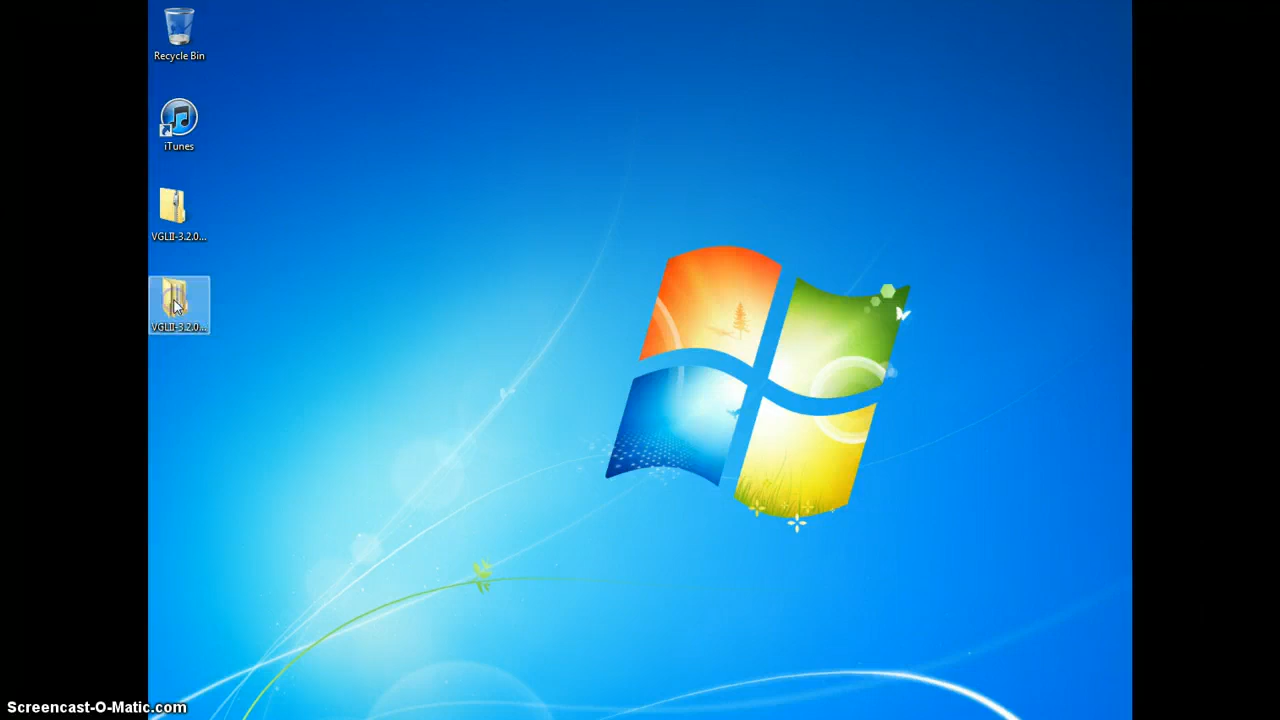 Recycle Bin
iTunes
VGLII-3.2.0...
VGLII-3.2.0...
Screencast-O-Matic.com